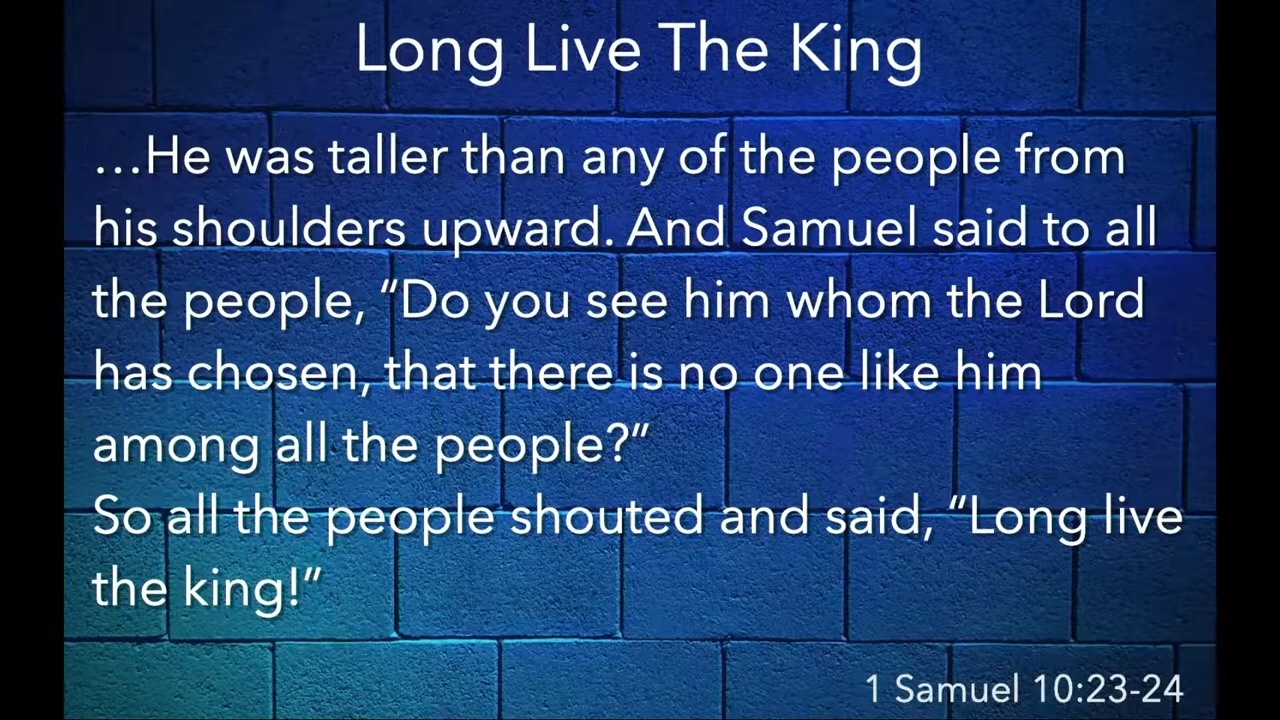 Long Live The King
…He was taller than any of the people from
his shoulders upward. And Samuel said to all
the people, “Do you see him whom the Lord
has chosen, that there is no one like him
among all the people?”
So all the people shouted and said, “Long live
the king!”
1 Samuel 10:23-24